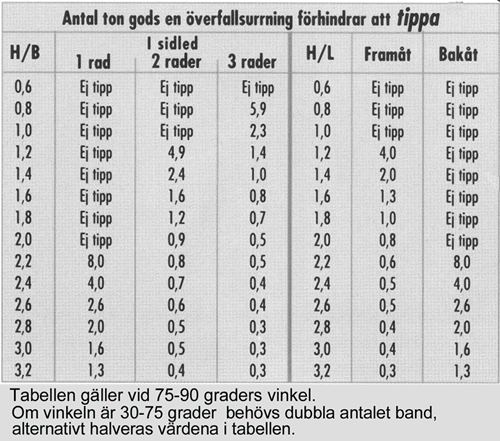 Antal ton gods en överfallsurrning förhindrar att tippa
H/B I sidled H/L Framåt Bakåt
1 rad 2 rader 3 rader
0,6 Ej tipp Ej tipp Ej tipp 0,6 Ej tipp Ej tipp
0,8 Ej tipp Ej tipp 5,9 0,8 Ej tipp Ej tipp
1,0 Ej tipp Ej tipp 2,3 1,0 Ej tipp Ej tipp
1,2 Ej tipp 4,9 1,4 1,2 4,0 Ej tipp
1,4 Ej tipp 2,4 1,0 1,4 2,0 Ej tipp
1,6 Ej tipp 1,6 0,8 1,6 1,3 Ej tipp
1,8 Ej tipp 1,2 0,7 1,8 1,0 Ej tipp
2,0 Ej tipp 0,9 0,5 2,0 0,8 Ej tipp
2,2 8,0 0,8 0,5 2,2 0,6 8,0
2,4 4,0 0,7 0,4 2,4 0,5 4,0
2,6 2,6 0,6 0,4 2,6 0,5 2,6
2,8 2,0 0,5 0,3 2,8 0,4 2,0
3,0 1,6 0,5 0,3 3,0 0,4 1,6
3,2 1,3 0,4 0,3 3,2 0,3 1,3
Tabellen gäller vid 75-90 graders vinkel.
Om vinkeln är 30-75 grader behövs dubbla antalet band,
alternativt halveras värdena i tabellen.